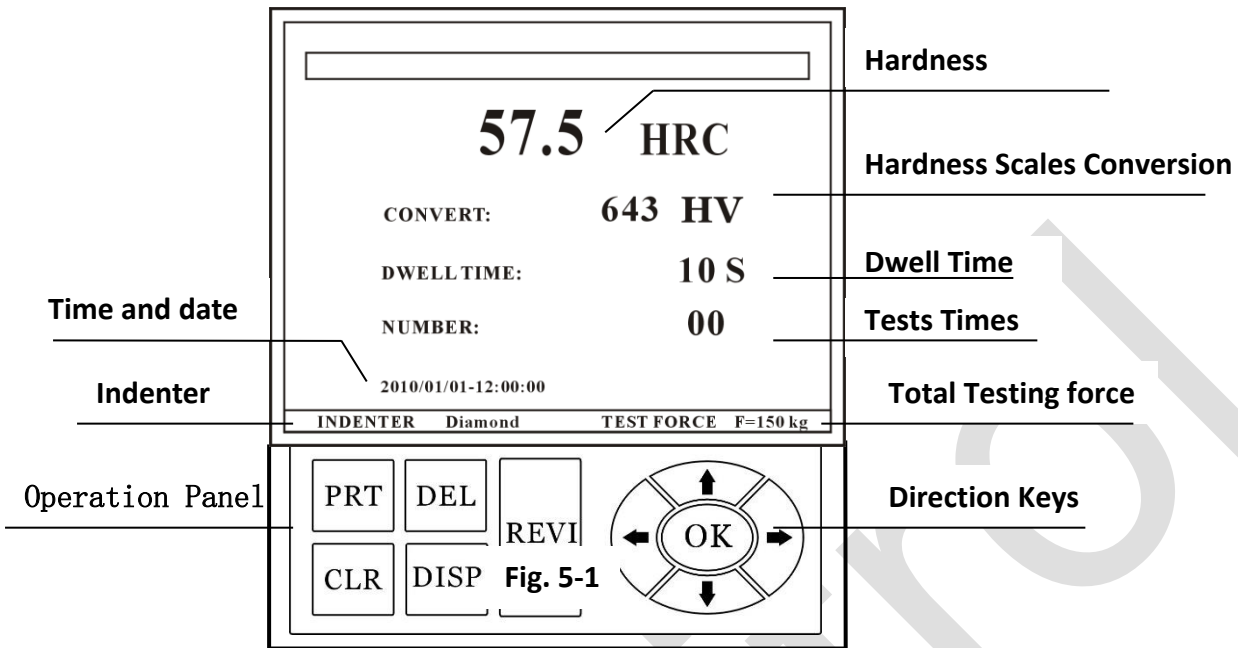 Hardness
57.5 HRC
Hardness Scales Conversion
CONVERT: 643 HV
DWELL TIME: 10 S
Dwell Time
Time and date
NUMBER: 00
Tests Times
2010/01/01-12:00:00
Indenter
Total Testing force
INDENTER Diamond TEST FORCE F=150 kg
Operation Panel
PRT DEL REVI OK
Direction Keys
CLR DISP
Fig. 5-1